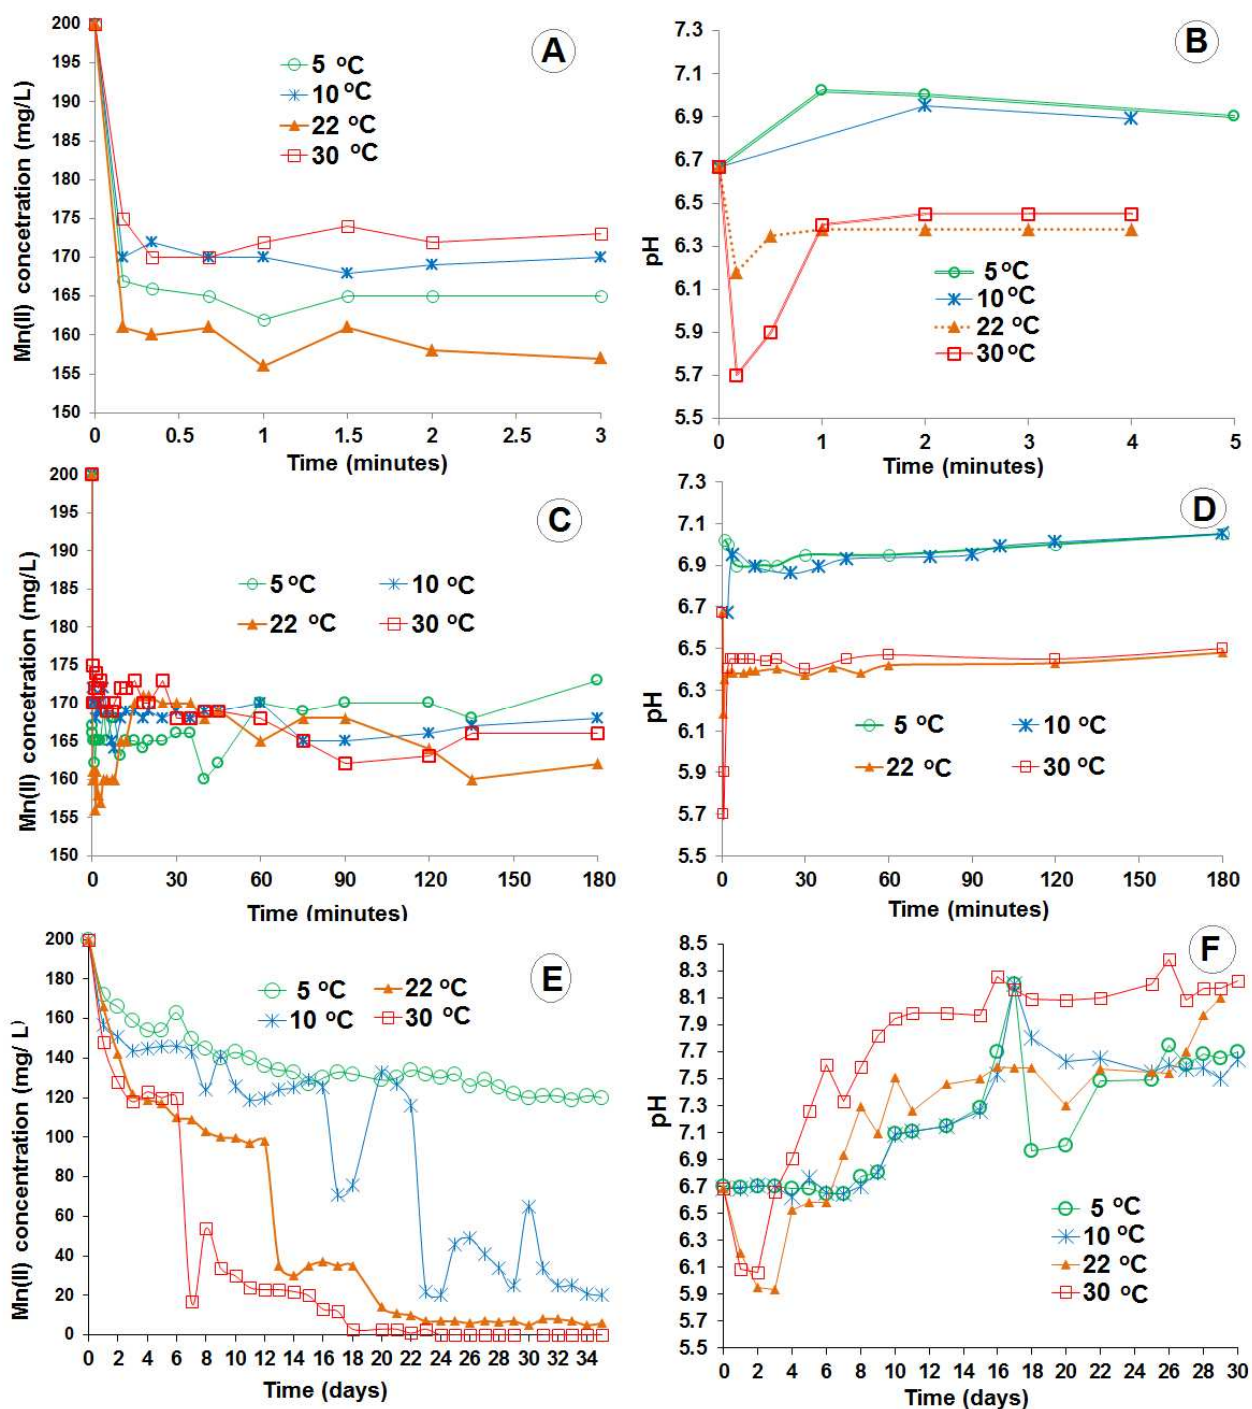 A
Mn(II) concetration (mg/L)
200
195
190
185
180
175
170
165
160
155
150
5 °C
10 °C
22 °C
30 °C
0 0.5 1 1.5 2 2.5 3
Time (minutes)
B
pH
7.3
7.1
6.9
6.7
6.5
6.3
6.1
5.9
5.7
5.5
5 °C
10 °C
22 °C
30 °C
0 1 2 3 4 5
Time (minutes)
C
Mn(II) concetration (mg/L)
200
195
190
185
180
175
170
165
160
155
150
5 °C 10 °C
22 °C 30 °C
0 30 60 90 120 150 180
Time (minutes)
D
pH
7.3
7.1
6.9
6.7
6.5
6.3
6.1
5.9
5.7
5.5
5 °C 10 °C
22 °C 30 °C
0 30 60 90 120 150 180
Time (minutes)
E
Mn(II) concentration (mg/ L)
200
180
160
140
120
100
80
60
40
20
0
5 °C 22 °C
10 °C 30 °C
0 2 4 6 8 10 12 14 16 18 20 22 24 26 28 30 32 34
Time (days)
F
pH
8.5
8.3
8.1
7.9
7.7
7.5
7.3
7.1
6.9
6.7
6.5
6.3
6.1
5.9
5.7
5.5
5 °C
10 °C
22 °C
30 °C
0 2 4 6 8 10 12 14 16 18 20 22 24 26 28 30
Time (days)